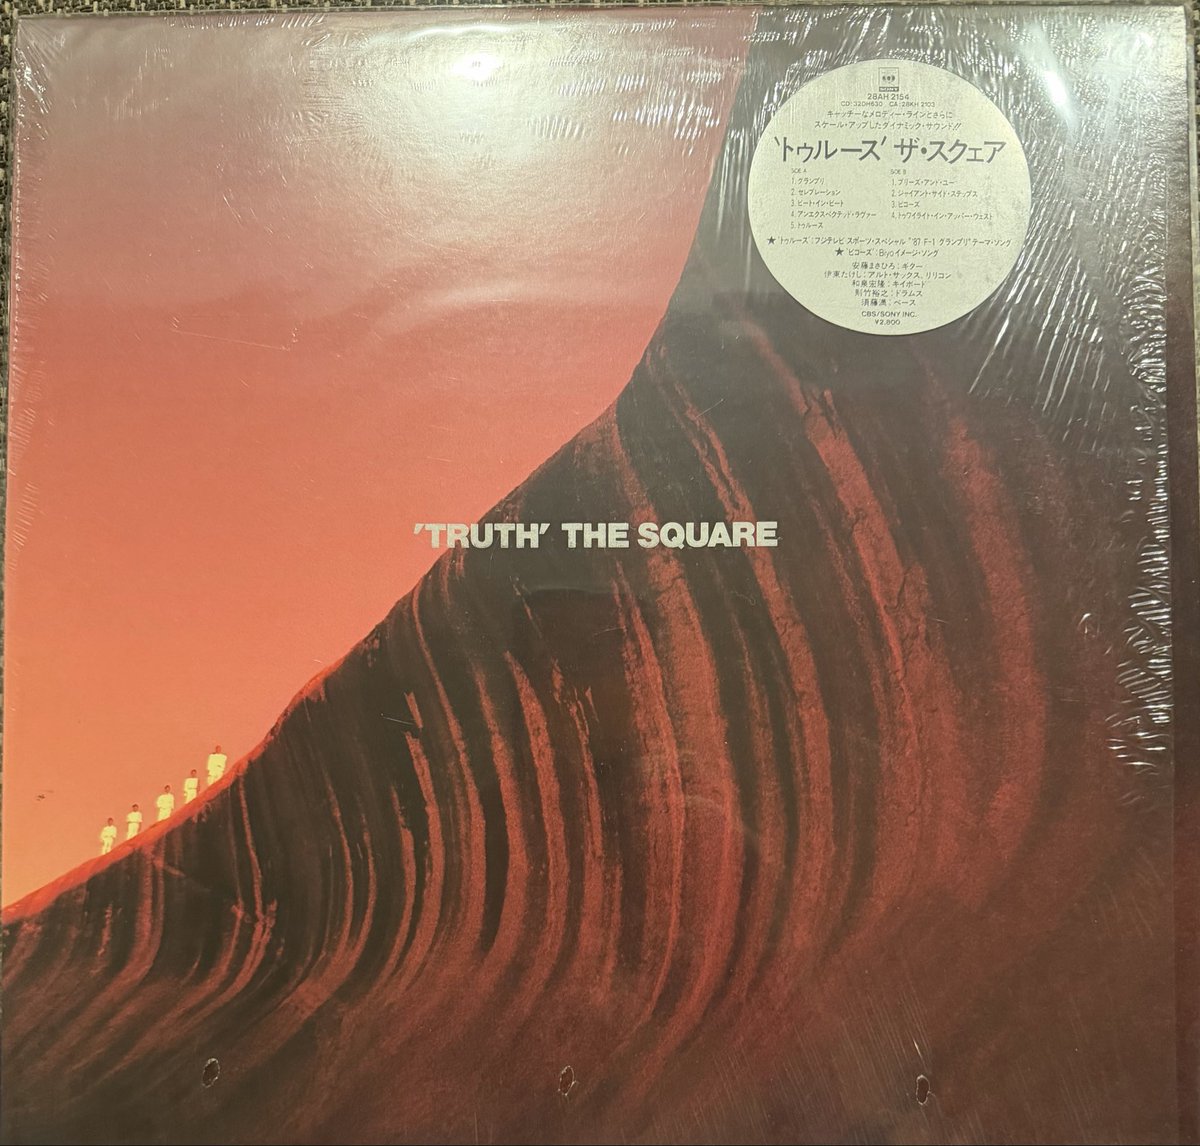 CBS
SONY
28AH 2154
CD: 32DH630 CA: 28KH 2103
キャッチーなメロディー・ラインとさらに
スケール・アップしたダイナミック・サウンド!!
'トゥルース' ザ・スクェア
SIDE A
1. グランプリ
2. セレブレーション
3. ビート・イン・ビート
4. アンエクスペクテッド・ラヴァー
5. トゥルース
SIDE B
1. ブリーズ・アンド・ユー
2. ジャイアント・サイド・ステップス
3. ビコーズ
4. トワイライト・イン・アッパー・ウェスト
★'トゥルース':フジテレビ スポーツ・スペシャル "'87 F-1 グランプリ" テーマ・ソング
★'ビコーズ':Biyoイメージ・ソング
安藤まさひろ:ギター
伊東たけし:アルト・サックス、リリコン
和泉宏隆:キイボード
則竹裕之:ドラムス
須藤満:ベース
CBS/SONY INC.
¥2,800
'TRUTH' THE SQUARE